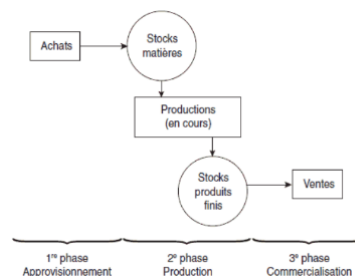 Achats
Stocks
matières
Productions
(en cours)
Stocks
produits
finis
Ventes
1re phase
Approvisionnement
2e phase
Production
3e phase
Commercialisation